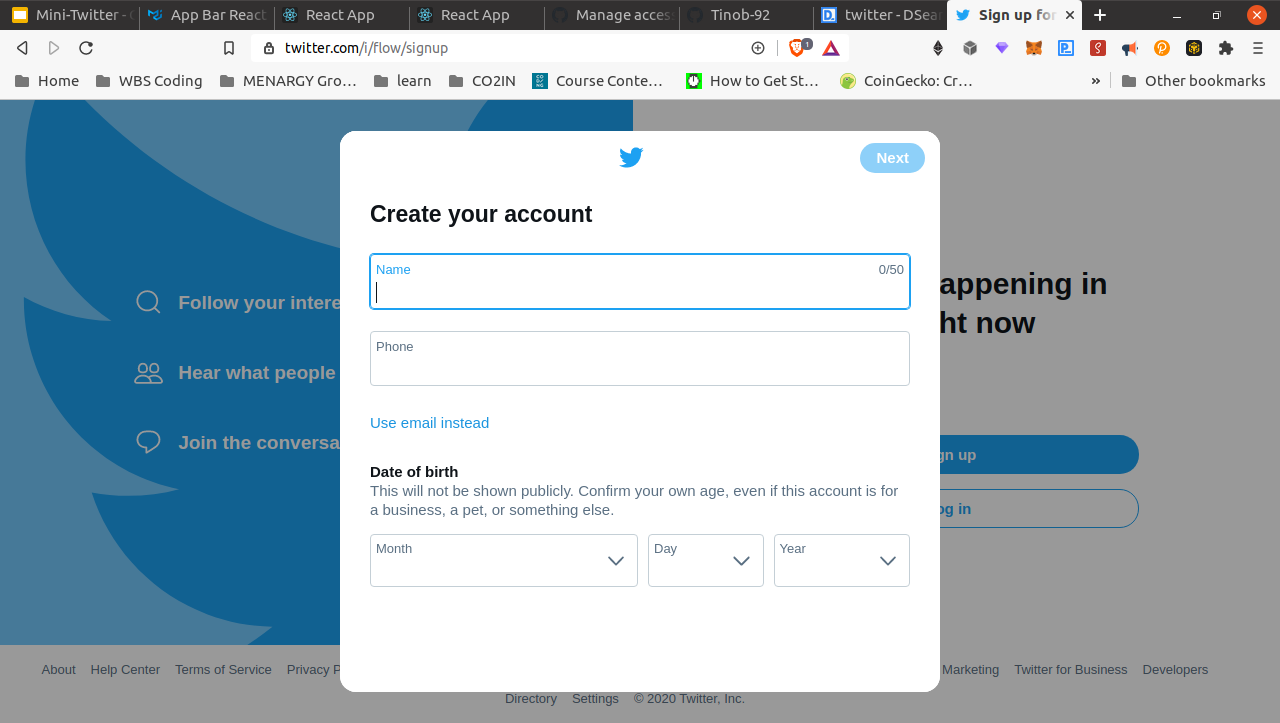 Mini-Twitter - G
App Bar React
React App
React App
Manage access
Tinob-92
twitter - DSear
Sign up for
twitter.com/i/flow/signup
1
Home
WBS Coding
MENARGY Gro…
learn
CO2IN
Course Conte…
How to Get St…
CoinGecko: Cr…
»
Other bookmarks
Next
Create your account
Name
0/50
Phone
Use email instead
Date of birth
This will not be shown publicly. Confirm your own age, even if this account is for
a business, a pet, or something else.
Month
Day
Year
Follow your intere
Hear what people
Join the conversa
appening in
ht now
gn up
og in
About
Help Center
Terms of Service
Privacy P
Marketing
Twitter for Business
Developers
Directory
Settings
© 2020 Twitter, Inc.